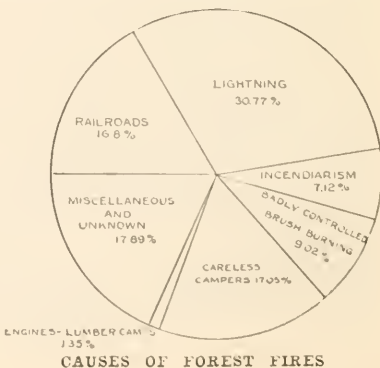 LIGHTNING
30.77%
RAILROADS
16.8%
INCENDIARISM
7.12%
BADLY CONTROLLED
BRUSH BURNING
9.02%
MISCELLANEOUS
AND
UNKNOWN
17.89%
CARELESS
CAMPERS 17.05%
ENGINES-LUMBER CAMPS
1.35%
CAUSES OF FOREST FIRES